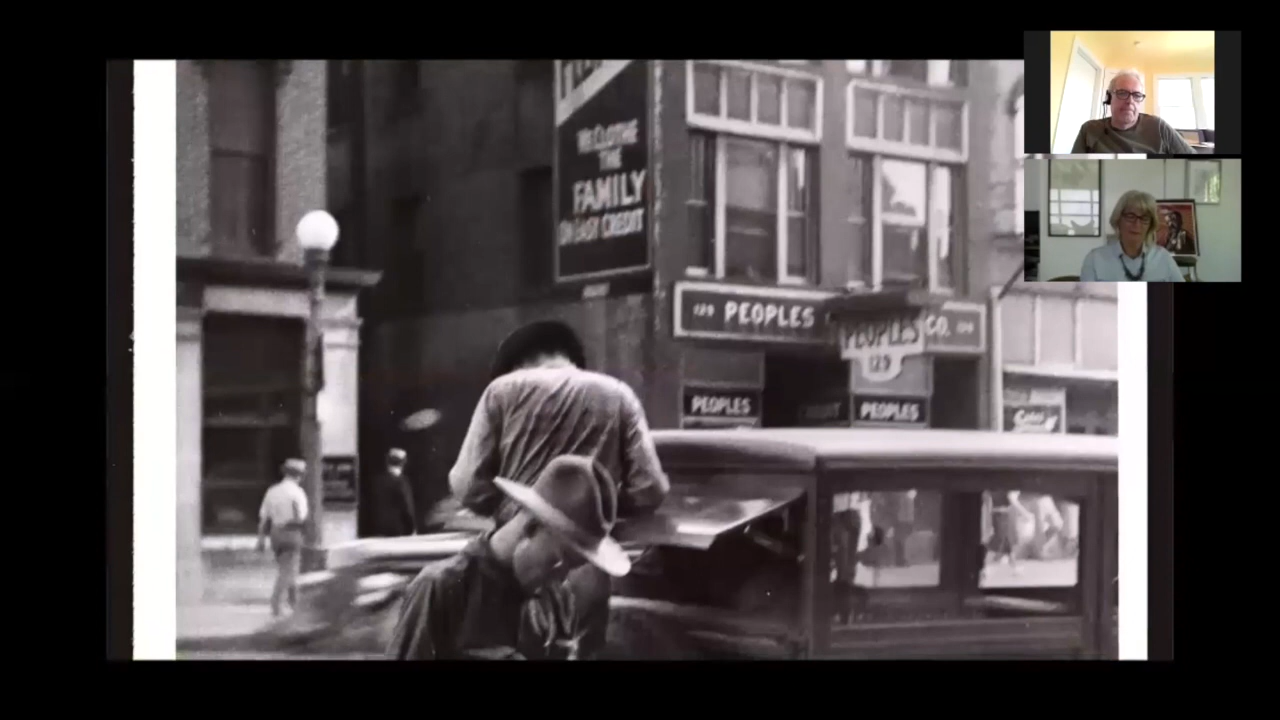 WE CLOTHE
THE
FAMILY
ON EASY CREDIT
129 PEOPLES
CO. 129
PEOPLES
129
PEOPLES
PEOPLES